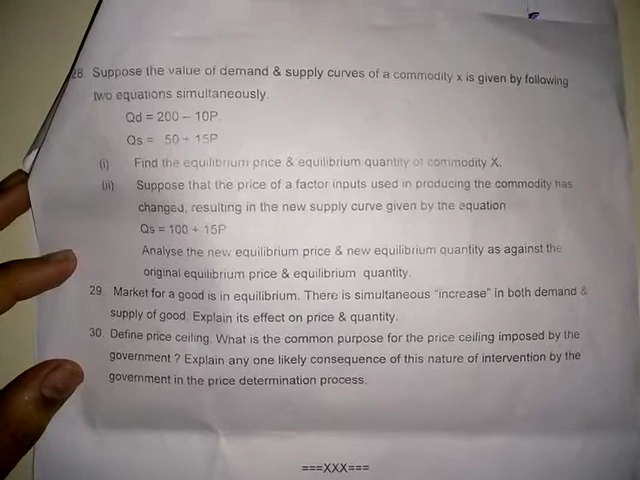 28. Suppose the value of demand & supply curves of a commodity x is given by following
two equations simultaneously.
Qd = 200 – 10P.
Qs = 50 + 15P
(i) Find the equilibrium price & equilibrium quantity of commodity X.
(ii) Suppose that the price of a factor inputs used in producing the commodity has
changed, resulting in the new supply curve given by the equation
Qs = 100 + 15P
Analyse the new equilibrium price & new equilibrium quantity as against the
original equilibrium price & equilibrium quantity.
29. Market for a good is in equilibrium. There is simultaneous "increase" in both demand &
supply of good. Explain its effect on price & quantity.
30. Define price ceiling. What is the common purpose for the price ceiling imposed by the
government ? Explain any one likely consequence of this nature of intervention by the
government in the price determination process.
===XXX===